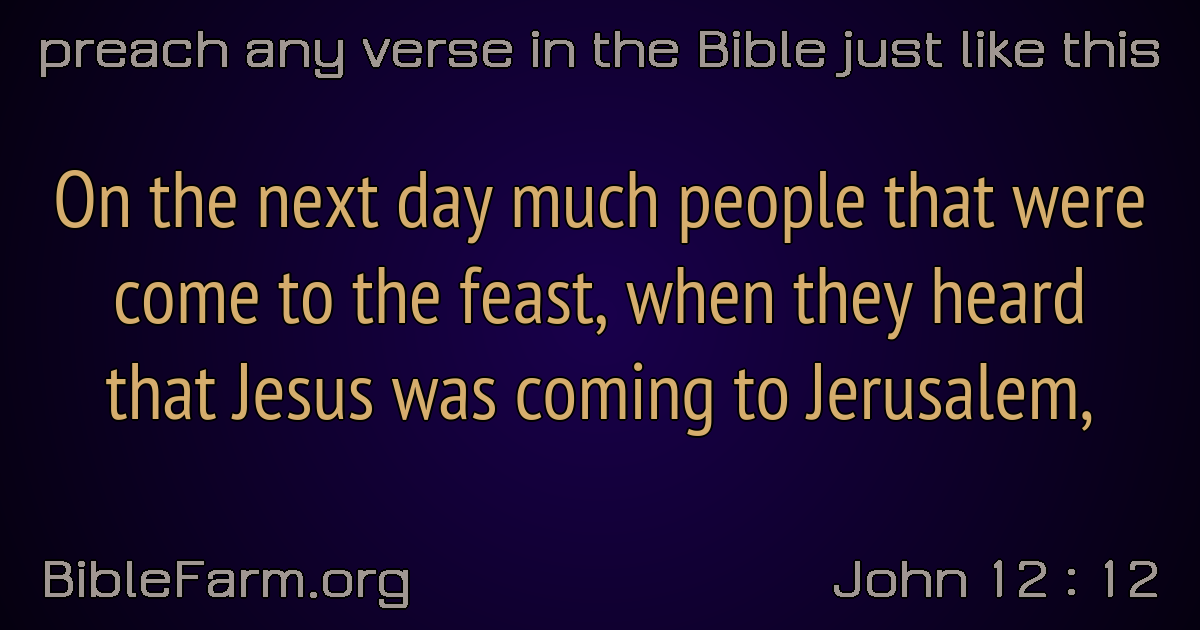 preach any verse in the Bible just like this
On the next day much people that were
come to the feast, when they heard
that Jesus was coming to Jerusalem,
BibleFarm.org
John 12 : 12